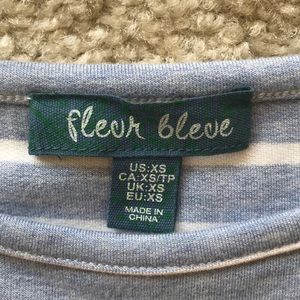 fleur bleue
US:XS
CA:XS/TP
UK:XS
EU:XS
MADE IN
CHINA